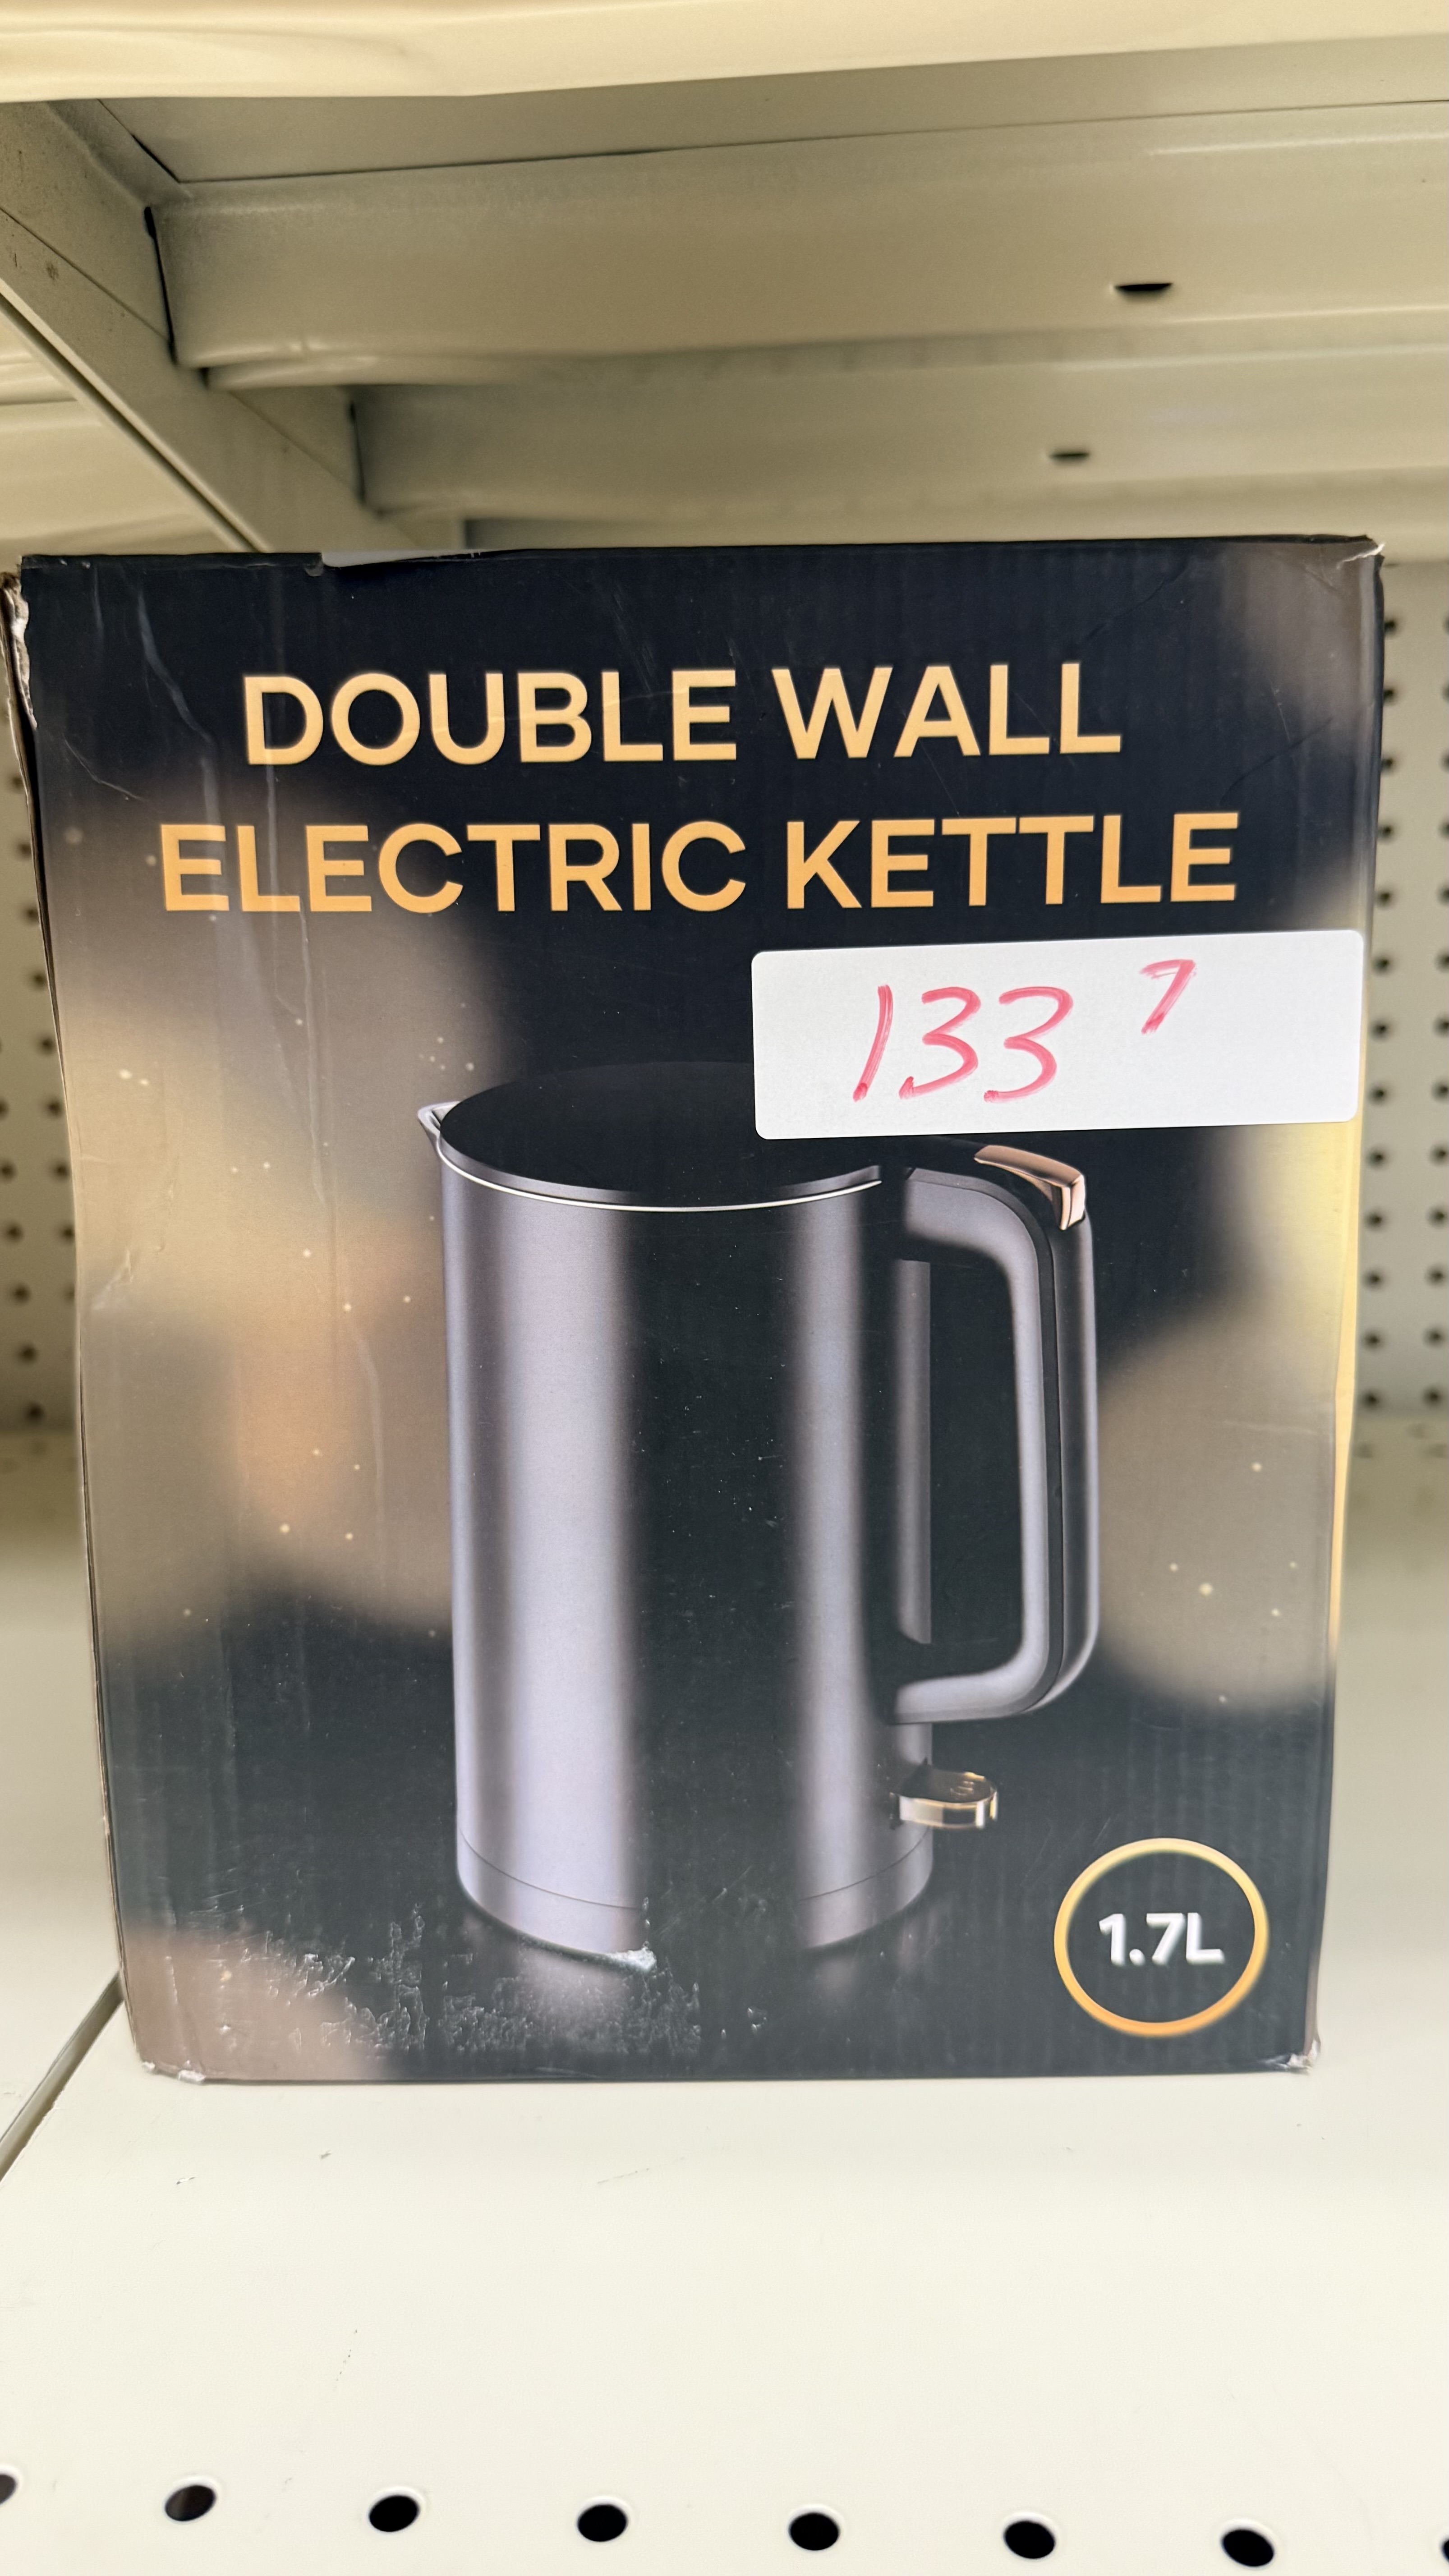 DOUBLE WALL
ELECTRIC KETTLE
133 7
1.7L